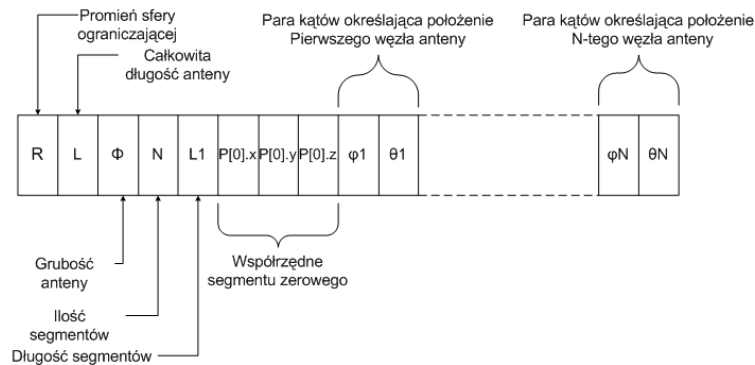 Promień sfery
ograniczającej
Całkowita
długość anteny
Para kątów określająca położenie
Pierwszego węzła anteny
Para kątów określająca położenie
N-tego węzła anteny
R L Φ N L1 P[0].x P[0].y P[0].z φ1 θ1 φN θN
Grubość
anteny
Ilość
segmentów
Długość segmentów
Współrzędne
segmentu zerowego